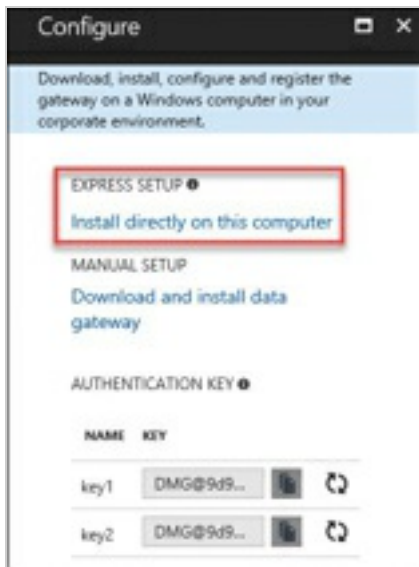 Configure
Download, install, configure and register the
gateway on a Windows computer in your
corporate environment.
EXPRESS SETUP
Install directly on this computer
MANUAL SETUP
Download and install data
gateway
AUTHENTICATION KEY
NAME KEY
key1 DMG@9d9...
key2 DMG@9d9...